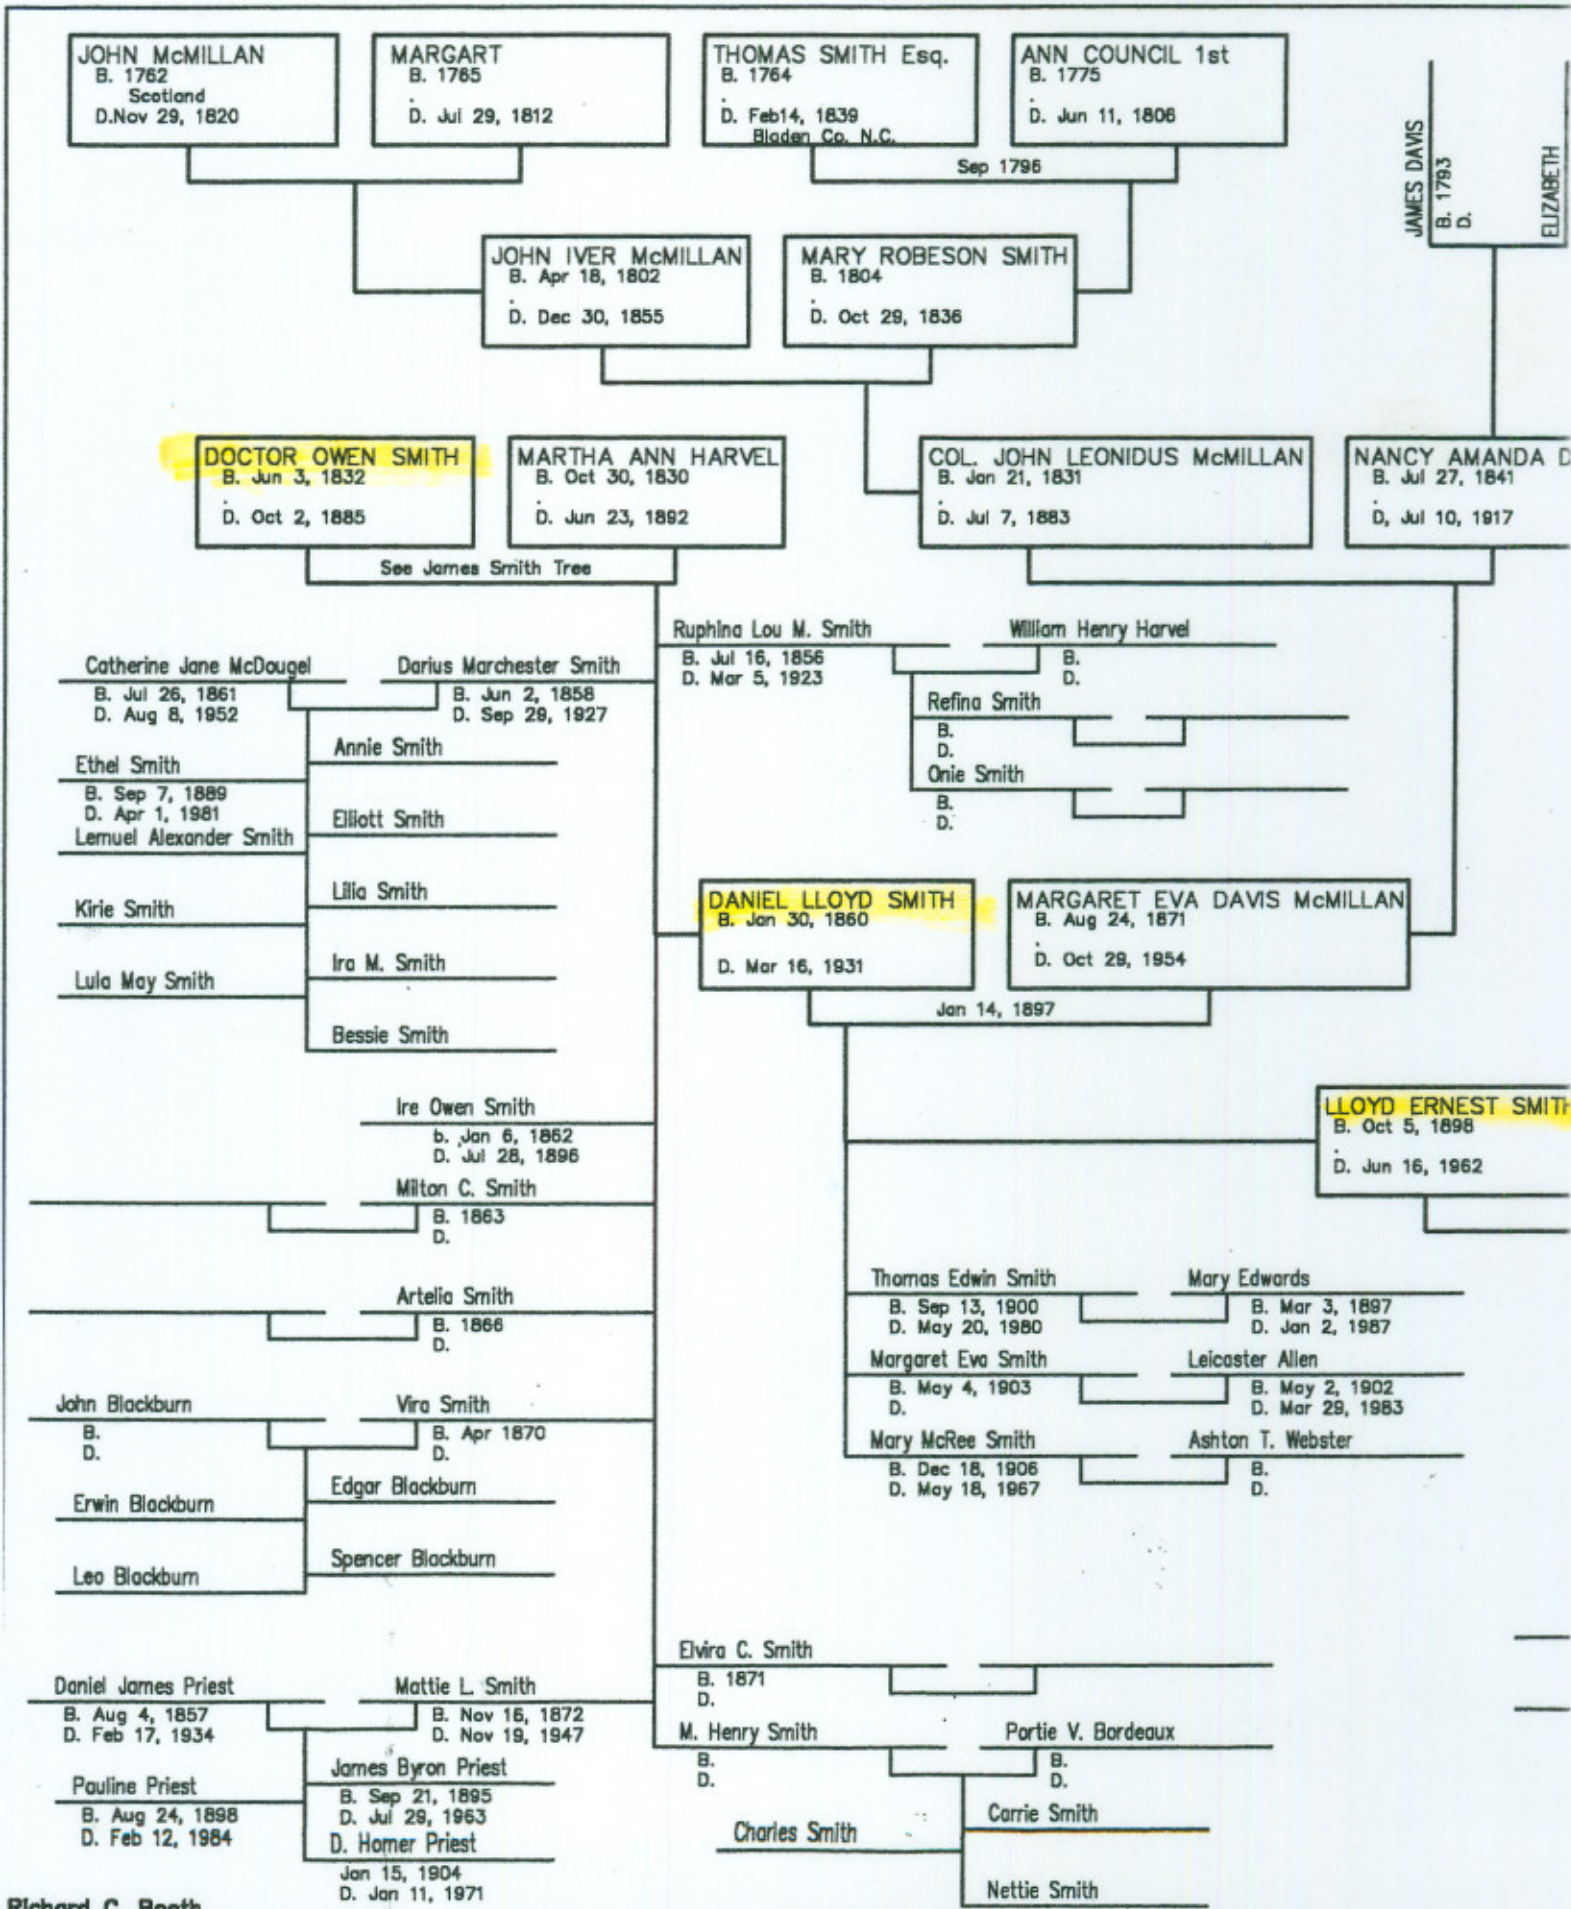 JOHN McMILLAN
B. 1762
Scotland
D.Nov 29, 1820
MARGART
B. 1765
.
D. Jul 29, 1812
THOMAS SMITH Esq.
B. 1764
.
D. Feb14, 1839
Bladen Co. N.C.
ANN COUNCIL 1st
B. 1775
.
D. Jun 11, 1806
Sep 1796
JAMES DAVIS
B. 1793
D.
ELIZABETH
JOHN IVER McMILLAN
B. Apr 18, 1802
.
D. Dec 30, 1855
MARY ROBESON SMITH
B. 1804
.
D. Oct 29, 1836
DOCTOR OWEN SMITH
B. Jun 3, 1832
.
D. Oct 2, 1885
MARTHA ANN HARVEL
B. Oct 30, 1830
.
D. Jun 23, 1892
See James Smith Tree
COL. JOHN LEONIDUS McMILLAN
B. Jan 21, 1831
.
D. Jul 7, 1883
NANCY AMANDA D
B. Jul 27, 1841
.
D, Jul 10, 1917
Ruphina Lou M. Smith
B. Jul 16, 1856
D. Mar 5, 1923
William Henry Harvel
B.
D.
Refina Smith
B.
D.
Onie Smith
B.
D.
Catherine Jane McDougel
B. Jul 26, 1861
D. Aug 8, 1952
Darius Marchester Smith
B. Jun 2, 1858
D. Sep 29, 1927
Annie Smith
Ethel Smith
B. Sep 7, 1889
D. Apr 1, 1981
Elliott Smith
Lemuel Alexander Smith
Lilia Smith
Kirie Smith
Ira M. Smith
Lula May Smith
Bessie Smith
DANIEL LLOYD SMITH
B. Jan 30, 1860
D. Mar 16, 1931
MARGARET EVA DAVIS McMILLAN
B. Aug 24, 1871
.
D. Oct 29, 1954
Jan 14, 1897
Ire Owen Smith
b. Jan 6, 1862
D. Jul 28, 1896
LLOYD ERNEST SMITH
B. Oct 5, 1898
.
D. Jun 16, 1962
Milton C. Smith
B. 1863
D.
Artelia Smith
B. 1866
D.
Thomas Edwin Smith
B. Sep 13, 1900
D. May 20, 1980
Mary Edwards
B. Mar 3, 1897
D. Jan 2, 1987
Margaret Eva Smith
B. May 4, 1903
D.
Leicaster Allen
B. May 2, 1902
D. Mar 29, 1983
Mary McRee Smith
B. Dec 18, 1906
D. May 18, 1967
Ashton T. Webster
B.
D.
John Blackburn
B.
D.
Vira Smith
B. Apr 1870
D.
Edgar Blackburn
Erwin Blackburn
Spencer Blackburn
Leo Blackburn
Elvira C. Smith
B. 1871
D.
Daniel James Priest
B. Aug 4, 1857
D. Feb 17, 1934
Mattie L. Smith
B. Nov 16, 1872
D. Nov 19, 1947
M. Henry Smith
B.
D.
Portie V. Bordeaux
B.
D.
James Byron Priest
B. Sep 21, 1895
D. Jul 29, 1963
Pauline Priest
B. Aug 24, 1898
D. Feb 12, 1984
D. Homer Priest
Jan 15, 1904
D. Jan 11, 1971
Carrie Smith
Charles Smith
Nettie Smith
Richard C. Booth